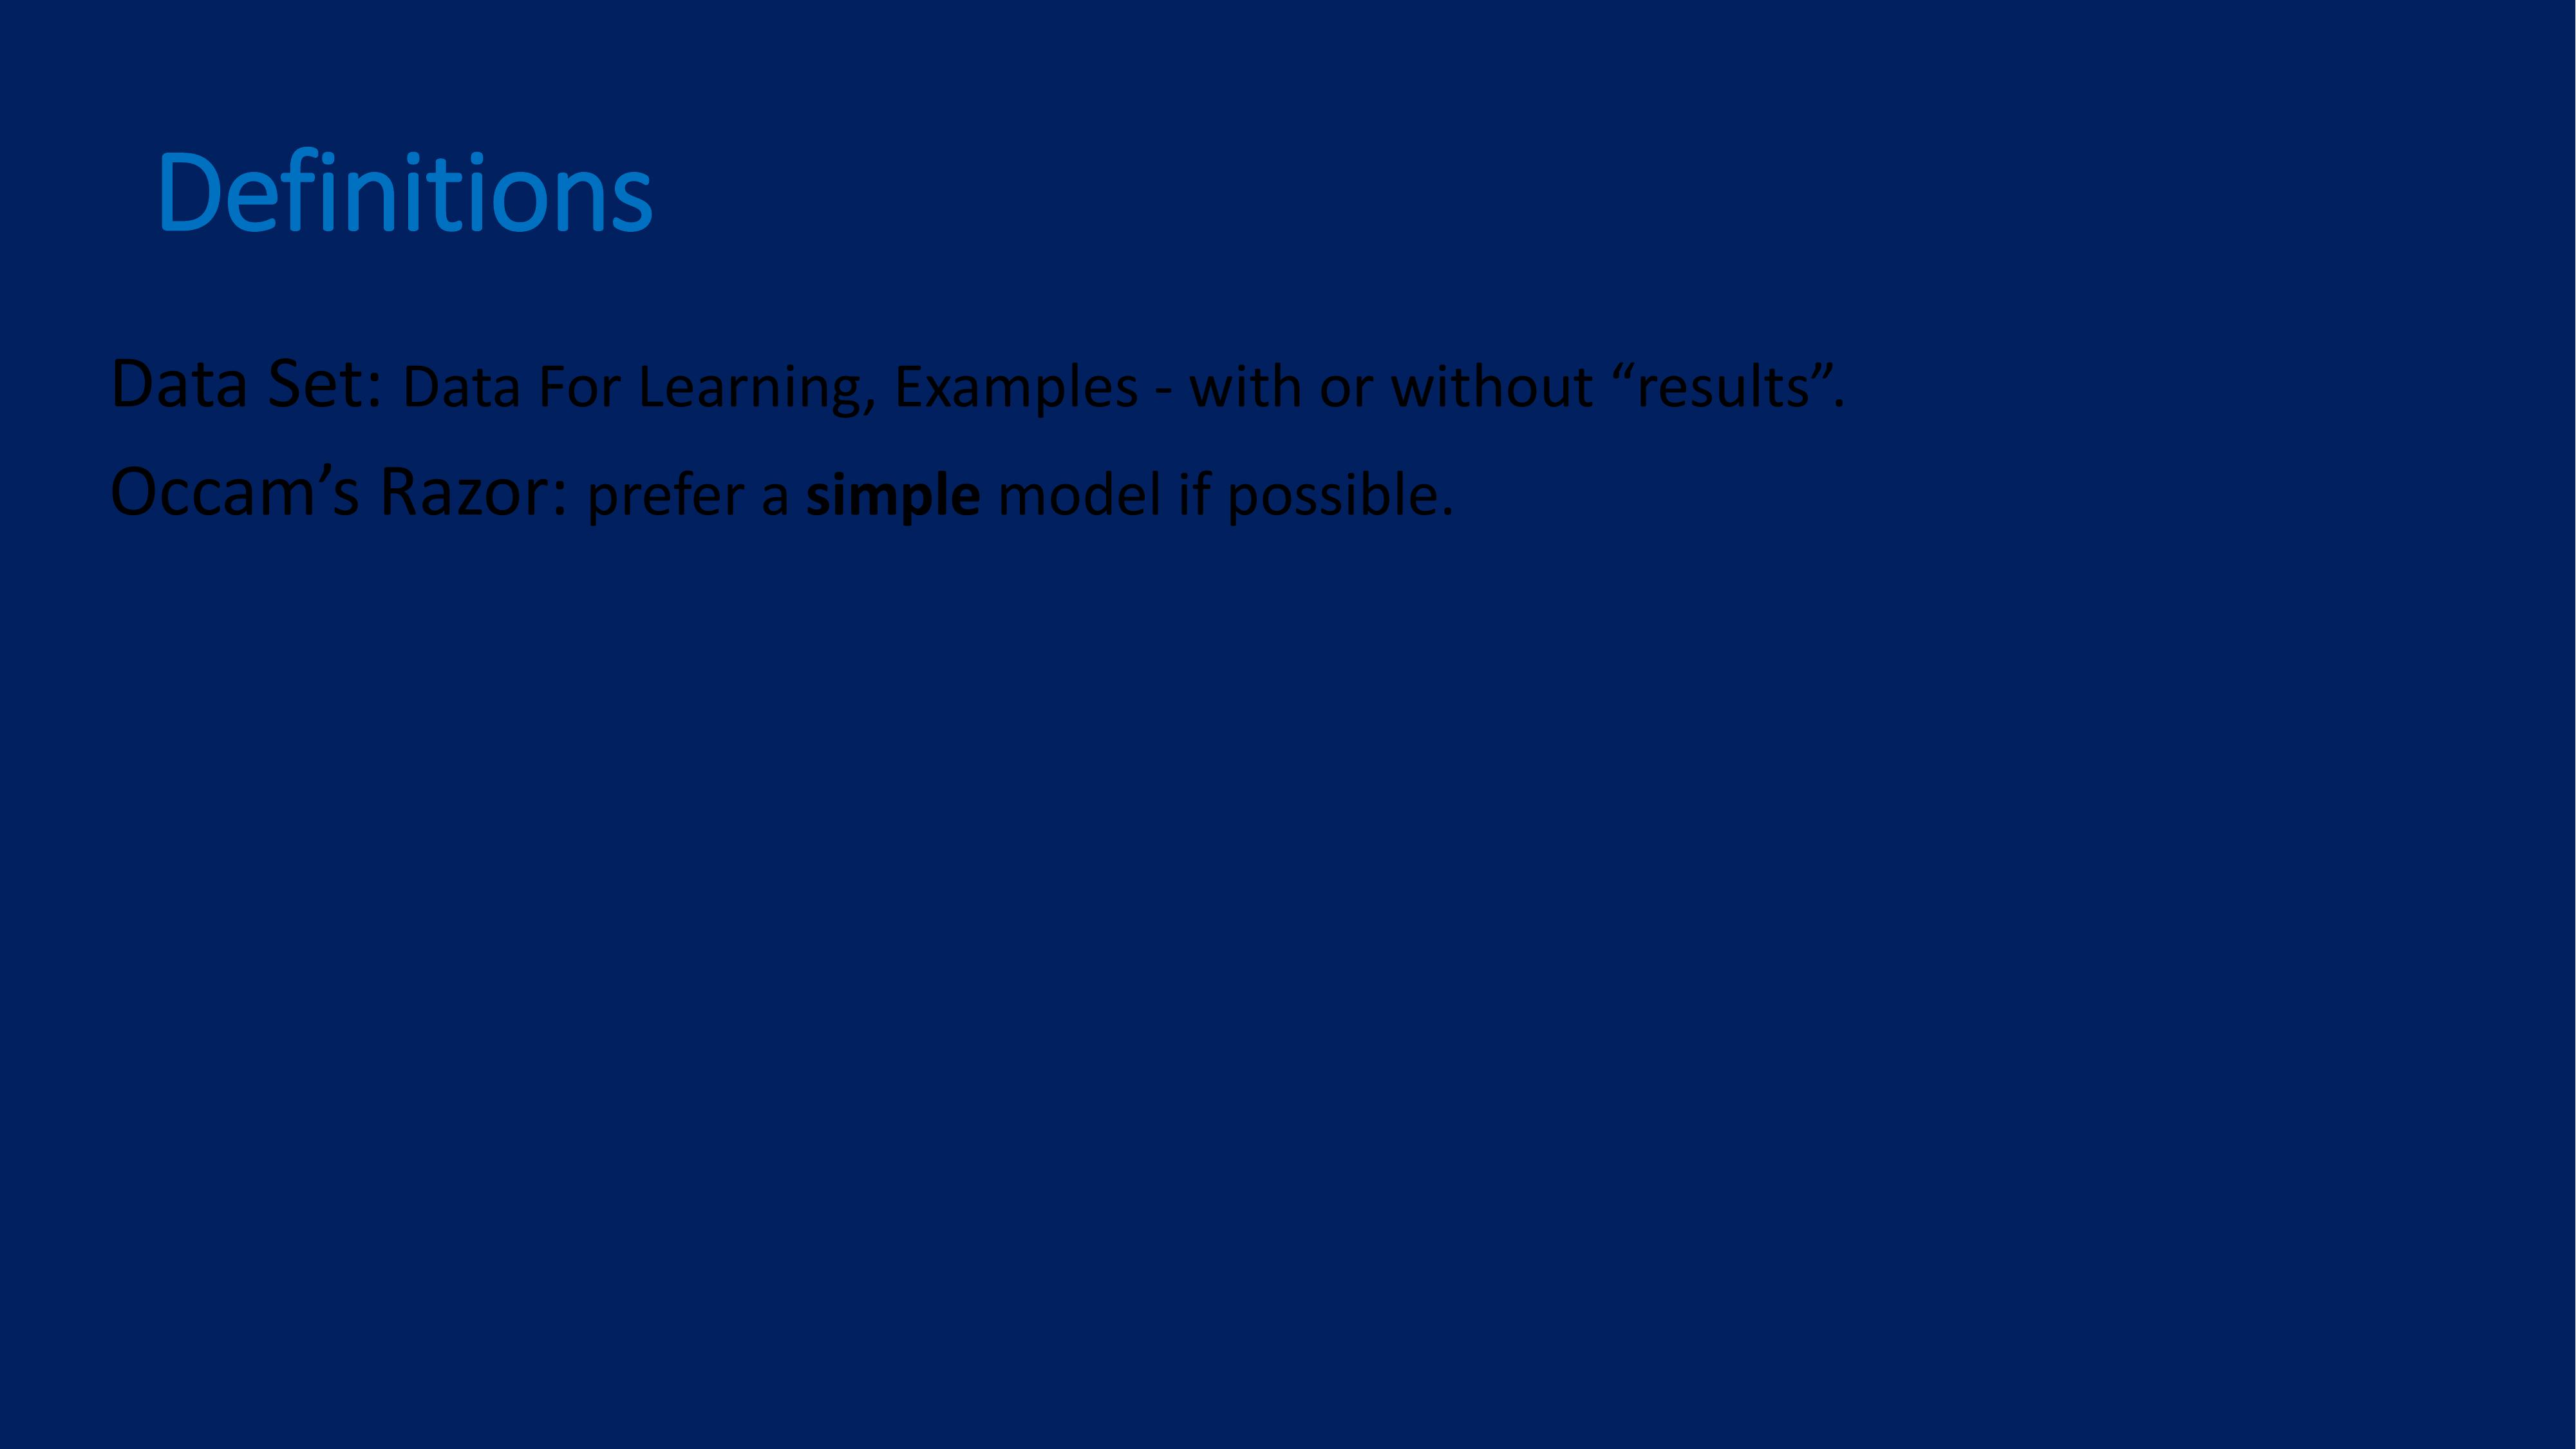 Definitions
Data Set: Data For Learning, Examples - with or without “results”.
Occam’s Razor: prefer a simple model if possible.